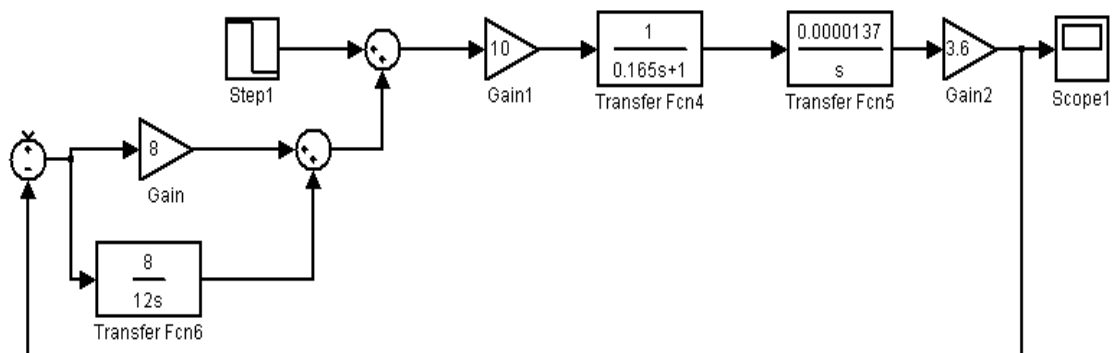 Step1
10
Gain1
1
0.165s+1
Transfer Fcn4
0.0000137
s
Transfer Fcn5
3.6
Gain2
Scope1
8
Gain
8
12s
Transfer Fcn6